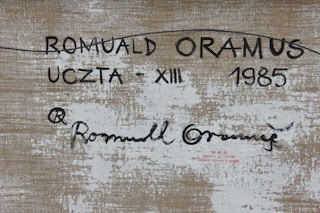 ROMUALD ORAMUS
UCZTA - XIII 1985
R Romuald Oramus